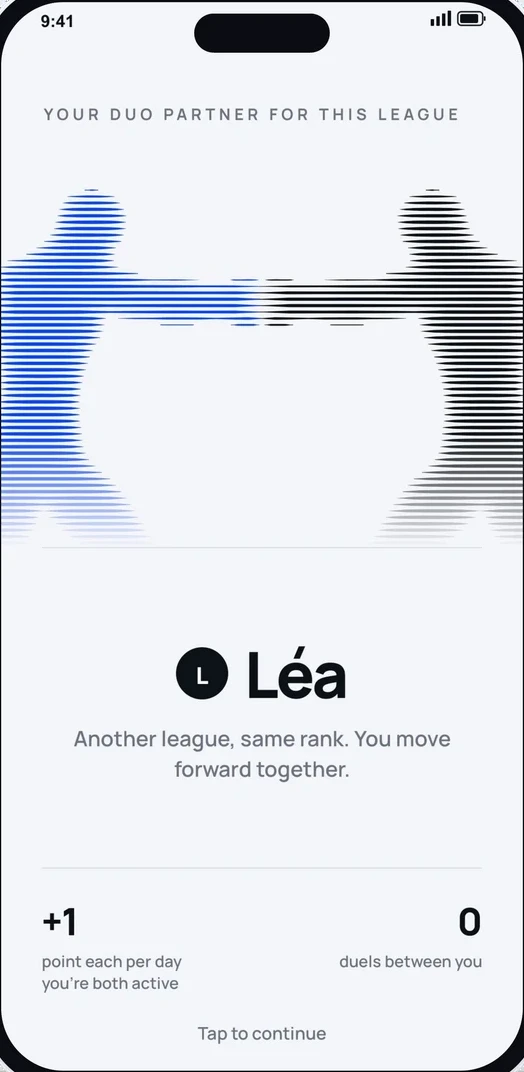 9:41
YOUR DUO PARTNER FOR THIS LEAGUE
L
Léa
Another league, same rank. You move
forward together.
+1
point each per day
you're both active
0
duels between you
Tap to continue